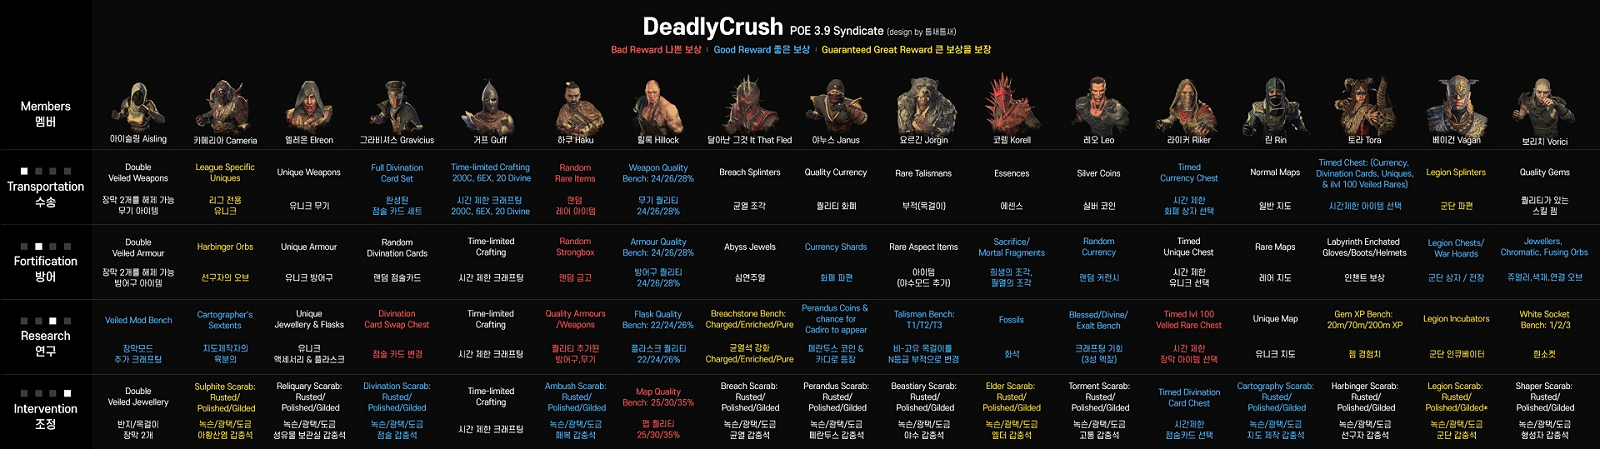 DeadlyCrush POE 3.9 Syndicate (design by 틈새틈새)
Bad Reward 나쁜 보상 | Good Reward 좋은 보상 | Guaranteed Great Reward 큰 보상을 보장
Members
멤버
아이슬링 Aisling
카메리아 Cameria
엘레온 Elreon
그라비셔스 Gravicius
거프 Guff
하쿠 Haku
힐록 Hillock
달아난 그것 It That Fled
야누스 Janus
요르긴 Jorgin
코렐 Korell
레오 Leo
라이커 Riker
린 Rin
토라 Tora
베이건 Vagan
보리치 Vorici
Transportation
수송
Double
Veiled Weapons
장막 2개를 해제 가능
무기 아이템
League Specific
Uniques
리그 전용
유니크
Unique Weapons
유니크 무기
Full Divination
Card Set
완성된
점술 카드 세트
Time-limited Crafting
200C, 6EX, 20 Divine
시간 제한 크래프팅
200C, 6EX, 20 Divine
Random
Rare Items
랜덤
레어 아이템
Weapon Quality
Bench: 24/26/28%
무기 퀄리티
24/26/28%
Breach Splinters
균열 조각
Quality Currency
퀄리티 화폐
Rare Talismans
부적(목걸이)
Essences
에센스
Silver Coins
실버 코인
Timed
Currency Chest
시간 제한
화폐 상자 선택
Normal Maps
일반 지도
Timed Chest: (Currency,
Divination Cards, Uniques,
& ilvl 100 Veiled Rares)
시간제한 아이템 선택
Legion Splinters
군단 파편
Quality Gems
퀄리티가 있는
스킬 젬
Fortification
방어
Double
Veiled Armour
장막 2개를 해제 가능
방어구 아이템
Harbinger Orbs
선구자의 오브
Unique Armour
유니크 방어구
Random
Divination Cards
랜덤 점술카드
Time-limited
Crafting
시간 제한 크래프팅
Random
Strongbox
랜덤 금고
Armour Quality
Bench: 24/26/28%
방어구 퀄리티
24/26/28%
Abyss Jewels
심연주얼
Currency Shards
화폐 파편
Rare Aspect Items
아이템
(야수모드 추가)
Sacrifice/
Mortal Fragments
희생의 조각,
필멸의 조각
Random
Currency
랜덤 커런시
Timed
Unique Chest
시간 제한
유니크 선택
Rare Maps
레어 지도
Labyrinth Enchated
Gloves/Boots/Helmets
인챈트 보상
Legion Chests/
War Hoards
군단 상자 / 전장
Jewellers,
Chromatic, Fusing Orbs
쥬얼러,색채,연결 오브
Research
연구
Veiled Mod Bench
장막모드
추가 크래프팅
Cartographer's
Sextents
지도제작자의
육분의
Unique
Jewellery & Flasks
유니크
액세서리 & 플라스크
Divination
Card Swap Chest
점술 카드 변경
Time-limited
Crafting
시간 제한 크래프팅
Quality Armours
/Weapons
퀄리티 추가된
방어구,무기
Flask Quality
Bench: 22/24/26%
플라스크 퀄리티
22/24/26%
Breachstone Bench:
Charged/Enriched/Pure
균열석 강화
Charged/Enriched/Pure
Perandus Coins &
chance for
Cadiro to appear
페란두스 코인 &
카디로 등장
Talisman Bench:
T1/T2/T3
비-고유 목걸이를
N등급 부적으로 변경
Fossils
화석
Blessed/Divine/
Exalt Bench
크래프팅 기회
(3성 엑잘)
Timed lvl 100
Veiled Rare Chest
시간 제한
장막 아이템 선택
Unique Map
유니크 지도
Gem XP Bench:
20m/70m/200m XP
젬 경험치
Legion Incubators
군단 인큐베이터
White Socket
Bench: 1/2/3
흰소켓
Intervention
조정
Double
Veiled Jewellery
반지/목걸이
장막 2개
Sulphite Scarab:
Rusted/
Polished/Gilded
녹슨/광택/도금
아황산염 갑충석
Reliquary Scarab:
Rusted/
Polished/Gilded
녹슨/광택/도금
성유물 보관실 갑충석
Divination Scarab:
Rusted/
Polished/Gilded
녹슨/광택/도금
점술 갑충석
Time-limited
Crafting
시간 제한 크래프팅
Ambush Scarab:
Rusted/
Polished/Gilded
녹슨/광택/도금
매복 갑충석
Map Quality
Bench: 25/30/35%
맵 퀄리티
25/30/35%
Breach Scarab:
Rusted/
Polished/Gilded
녹슨/광택/도금
균열 갑충석
Perandus Scarab:
Rusted/
Polished/Gilded
녹슨/광택/도금
페란두스 갑충석
Beastiary Scarab:
Rusted/
Polished/Gilded
녹슨/광택/도금
야수 갑충석
Elder Scarab:
Rusted/
Polished/Gilded
녹슨/광택/도금
엘더 갑충석
Torment Scarab:
Rusted/
Polished/Gilded
녹슨/광택/도금
고통 갑충석
Timed Divination
Card Chest
시간제한
점술카드 선택
Cartography Scarab:
Rusted/
Polished/Gilded
녹슨/광택/도금
지도 제작 갑충석
Harbinger Scarab:
Rusted/
Polished/Gilded
녹슨/광택/도금
선구자 갑충석
Legion Scarab:
Rusted/
Polished/Gilded*
녹슨/광택/도금
군단 갑충석
Shaper Scarab:
Rusted/
Polished/Gilded
녹슨/광택/도금
형성자 갑충석